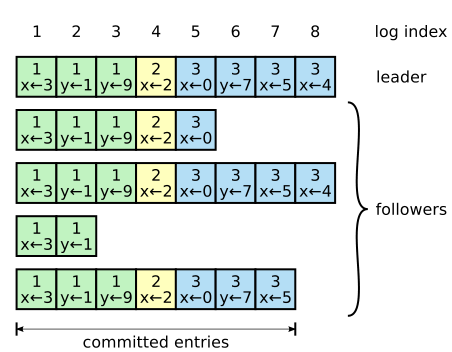 1 2 3 4 5 6 7 8 log index
1 1 1 2 3 3 3 3
x←3 y←1 y←9 x←2 x←0 y←7 x←5 x←4
leader
1 1 1 2 3
x←3 y←1 y←9 x←2 x←0
1 1 1 2 3 3 3 3
x←3 y←1 y←9 x←2 x←0 y←7 x←5 x←4
followers
1 1
x←3 y←1
1 1 1 2 3 3 3
x←3 y←1 y←9 x←2 x←0 y←7 x←5
committed entries